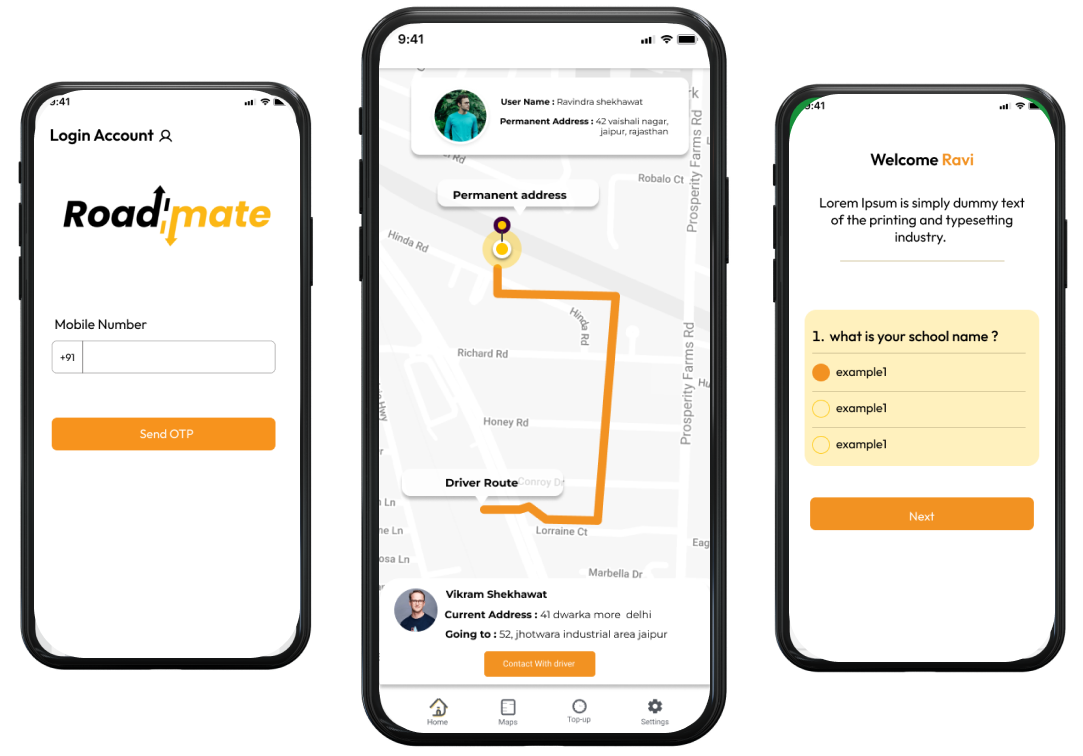 9:41
Login Account
Roadmate
Mobile Number
+91
Send OTP
9:41
User Name : Ravindra shekhawat
Permanent Address : 42 vaishali nagar,
jaipur, rajasthan
Rd
Robalo Ct
Prosperity Farms Rd
Permanent address
Hinda Rd
Hinda Rd
Richard Rd
Prosperity Farms Rd
Honey Rd
Driver Route
Conroy Dr
Lorraine Ct
Marbella Dr
Vikram Shekhawat
Current Address : 41 dwarka more delhi
Going to : 52, jhotwara industrial area jaipur
Contact With driver
Home
Maps
Top-up
Settings
9:41
Welcome Ravi
Lorem Ipsum is simply dummy text
of the printing and typesetting
industry.
1. what is your school name ?
example1
example1
example1
Next